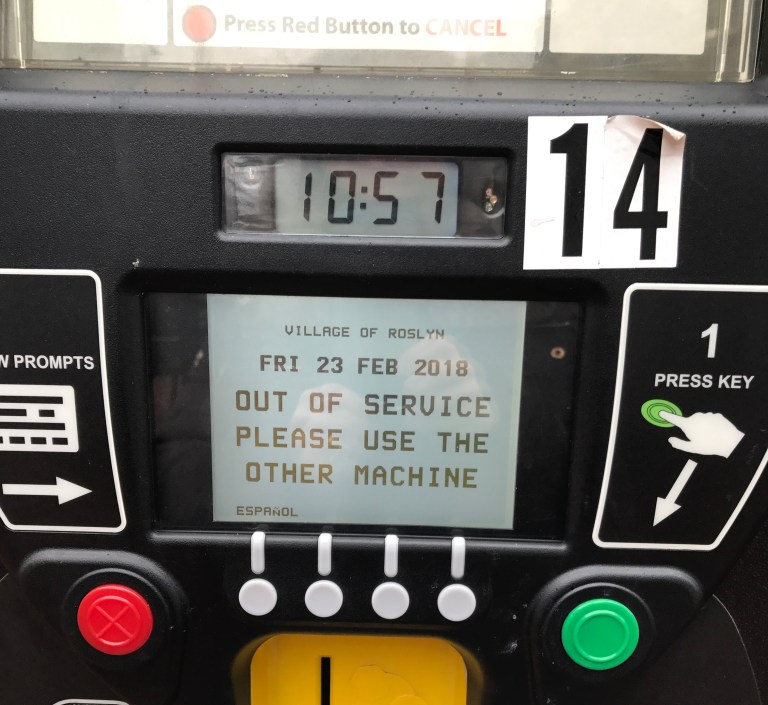 Press Red Button to CANCEL
10:57
14
VILLAGE OF ROSLYN
FRI 23 FEB 2018
OUT OF SERVICE
PLEASE USE THE
OTHER MACHINE
ESPAÑOL
PROMPTS
1
PRESS KEY